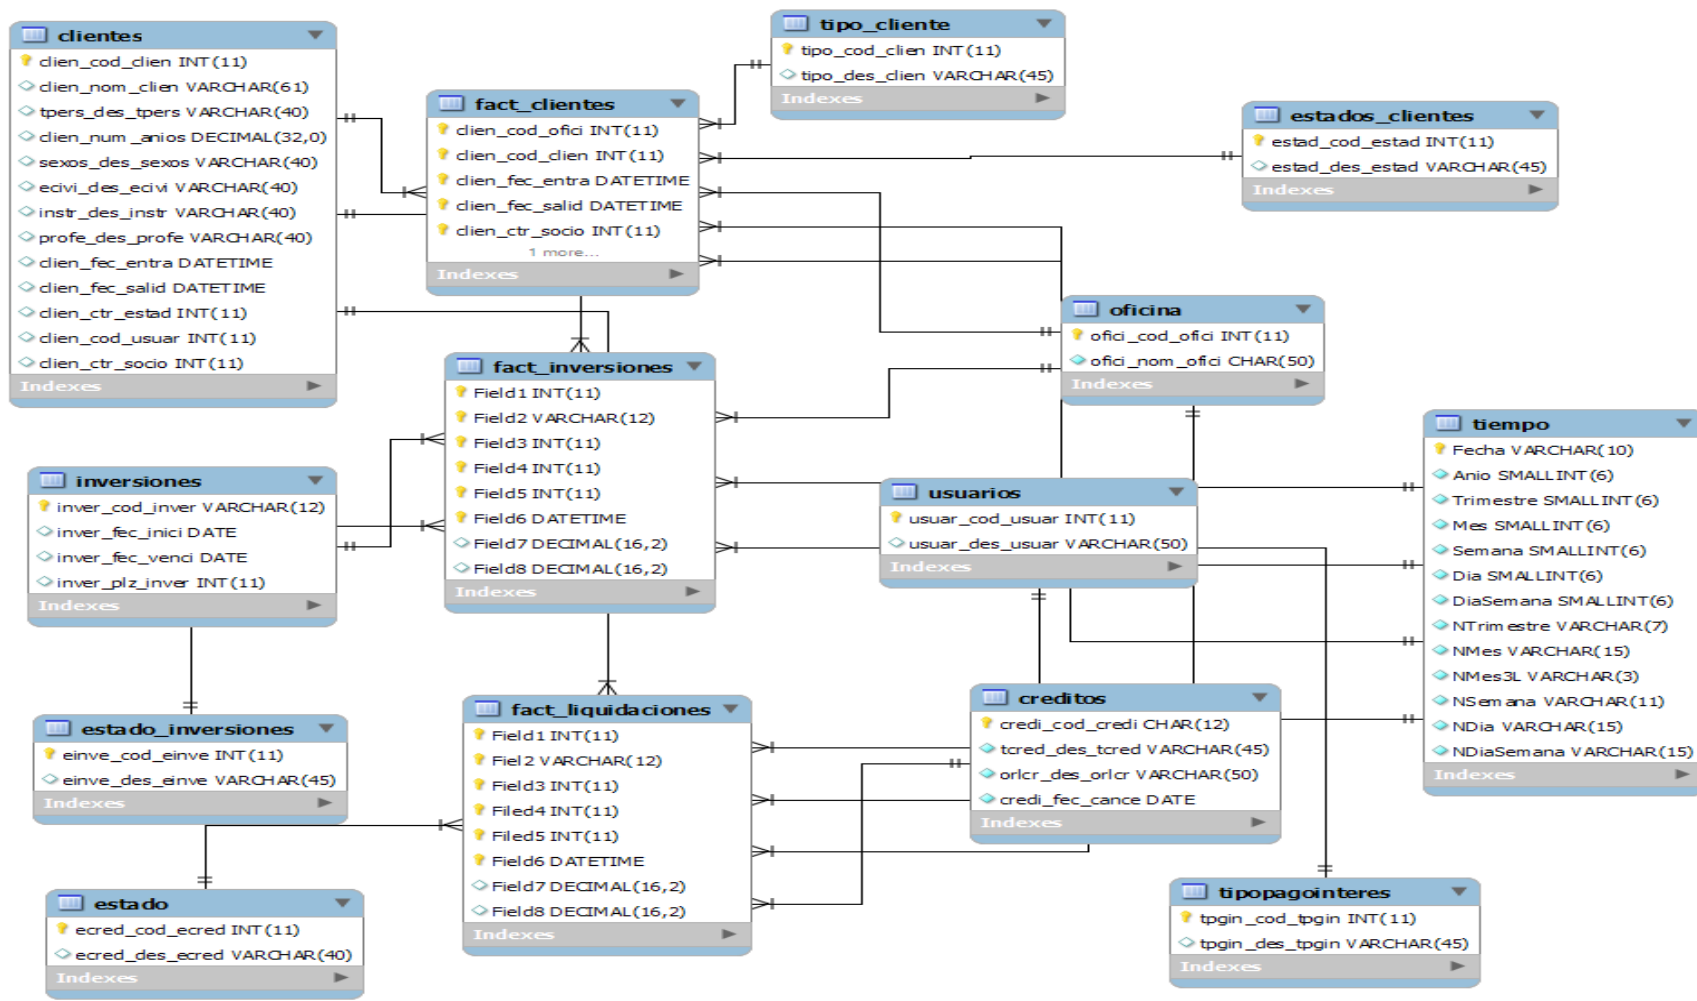 clientes
clien_cod_clien INT(11)
clien_nom_clien VARCHAR(61)
tpers_des_tpers VARCHAR(40)
clien_num_anios DECIMAL(32,0)
sexos_des_sexos VARCHAR(40)
ecivi_des_ecivi VARCHAR(40)
instr_des_instr VARCHAR(40)
profe_des_profe VARCHAR(40)
clien_fec_entra DATETIME
clien_fec_salid DATETIME
clien_ctr_estad INT(11)
clien_cod_usuar INT(11)
clien_ctr_socio INT(11)
Indexes
fact_clientes
clien_cod_ofici INT(11)
clien_cod_clien INT(11)
clien_fec_entra DATETIME
clien_fec_salid DATETIME
clien_ctr_socio INT(11)
1 more...
Indexes
tipo_cliente
tipo_cod_clien INT(11)
tipo_des_clien VARCHAR(45)
Indexes
estados_clientes
estad_cod_estad INT(11)
estad_des_estad VARCHAR(45)
Indexes
oficina
ofici_cod_ofici INT(11)
ofici_nom_ofici CHAR(50)
Indexes
fact_inversiones
Field1 INT(11)
Field2 VARCHAR(12)
Field3 INT(11)
Field4 INT(11)
Field5 INT(11)
Field6 DATETIME
Field7 DECIMAL(16,2)
Field8 DECIMAL(16,2)
Indexes
inversiones
inver_cod_inver VARCHAR(12)
inver_fec_inici DATE
inver_fec_venci DATE
inver_plz_inver INT(11)
Indexes
usuarios
usuar_cod_usuar INT(11)
usuar_des_usuar VARCHAR(50)
Indexes
tiempo
Fecha VARCHAR(10)
Anio SMALLINT(6)
Trimestre SMALLINT(6)
Mes SMALLINT(6)
Semana SMALLINT(6)
Dia SMALLINT(6)
DiaSemana SMALLINT(6)
NTrimestre VARCHAR(7)
NMes VARCHAR(15)
NMes3L VARCHAR(3)
NSemana VARCHAR(11)
NDia VARCHAR(15)
NDiaSemana VARCHAR(15)
Indexes
estado_inversiones
einve_cod_einve INT(11)
einve_des_einve VARCHAR(45)
Indexes
fact_liquidaciones
Field1 INT(11)
Fiel2 VARCHAR(12)
Field3 INT(11)
Filed4 INT(11)
Filed5 INT(11)
Field6 DATETIME
Field7 DECIMAL(16,2)
Field8 DECIMAL(16,2)
Indexes
creditos
credi_cod_credi CHAR(12)
tcred_des_tcred VARCHAR(45)
orlcr_des_orlcr VARCHAR(50)
credi_fec_cance DATE
Indexes
estado
ecred_cod_ecred INT(11)
ecred_des_ecred VARCHAR(40)
Indexes
tipopagointeres
tpgin_cod_tpgin INT(11)
tpgin_des_tpgin VARCHAR(45)
Indexes